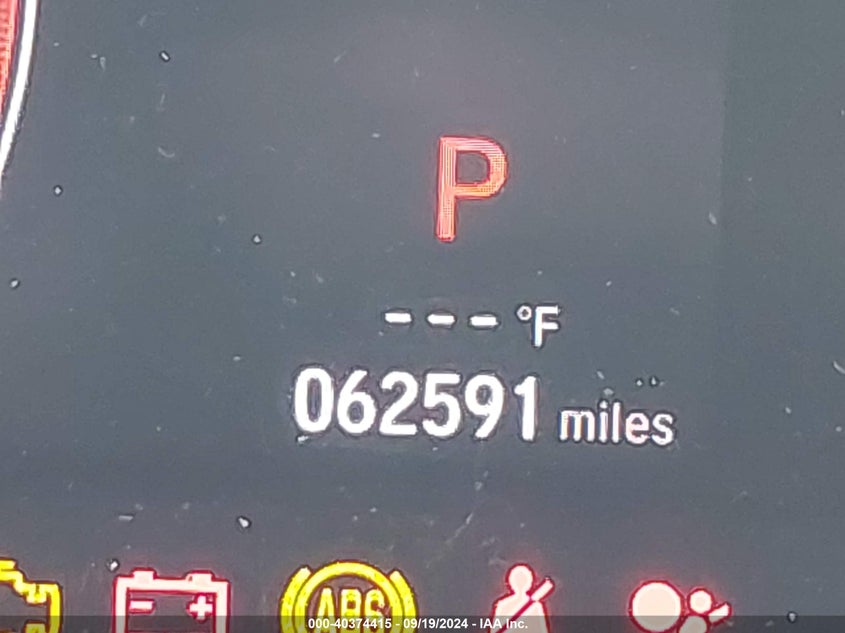 P
--- °F
062591 miles
ABS
000-40374415 - 09/19/2024 - IAA Inc.